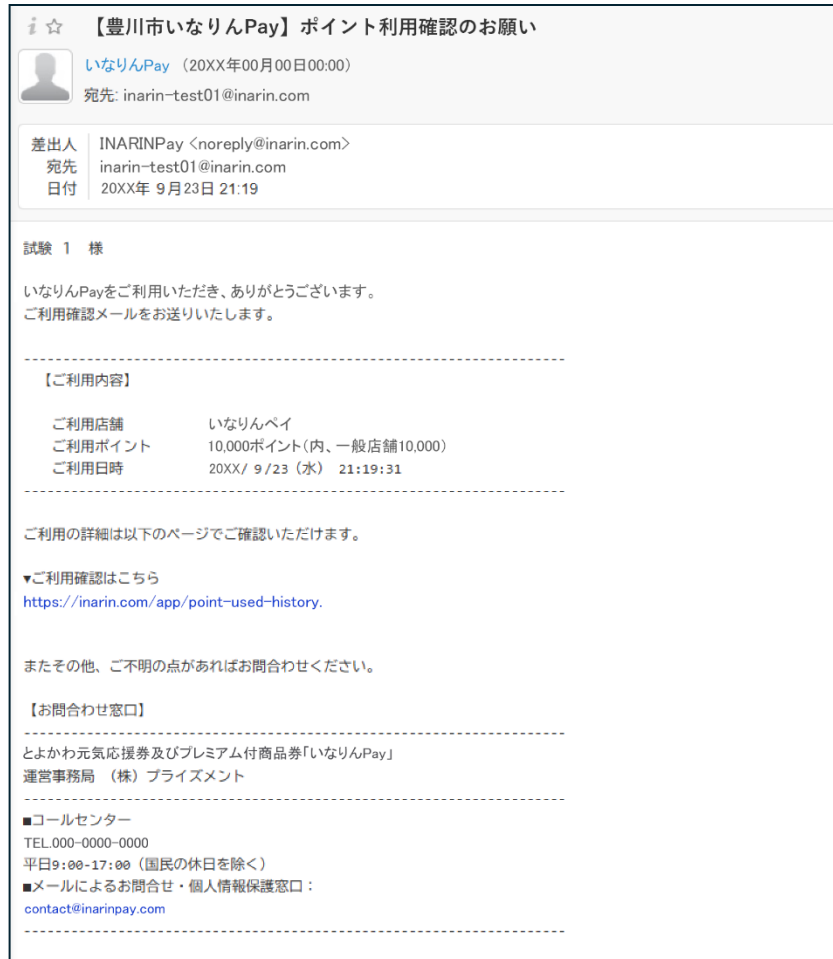 【豊川市いなりんPay】ポイント利用確認のお願い
いなりんPay （20XX年00月00日00:00）
宛先: inarin-test01@inarin.com
差出人 INARINPay <noreply@inarin.com>
宛先 inarin-test01@inarin.com
日付 20XX年 9月23日 21:19
試験 1 様
いなりんPayをご利用いただき、ありがとうございます。
ご利用確認メールをお送りいたします。
----------------------------------------------------------------------
【ご利用内容】
ご利用店舗 いなりんペイ
ご利用ポイント 10,000ポイント（内、一般店舗10,000）
ご利用日時 20XX/ 9/23（水） 21:19:31
----------------------------------------------------------------------
ご利用の詳細は以下のページでご確認いただけます。
▼ご利用確認はこちら
https://inarin.com/app/point-used-history.
またその他、ご不明の点があればお問合わせください。
【お問合わせ窓口】
----------------------------------------------------------------------
とよかわ元気応援券及びプレミアム付商品券「いなりんPay」
運営事務局 （株）プライズメント
----------------------------------------------------------------------
■コールセンター
TEL.000-0000-0000
平日9:00-17:00（国民の休日を除く）
■メールによるお問合せ・個人情報保護窓口：
contact@inarinpay.com
----------------------------------------------------------------------